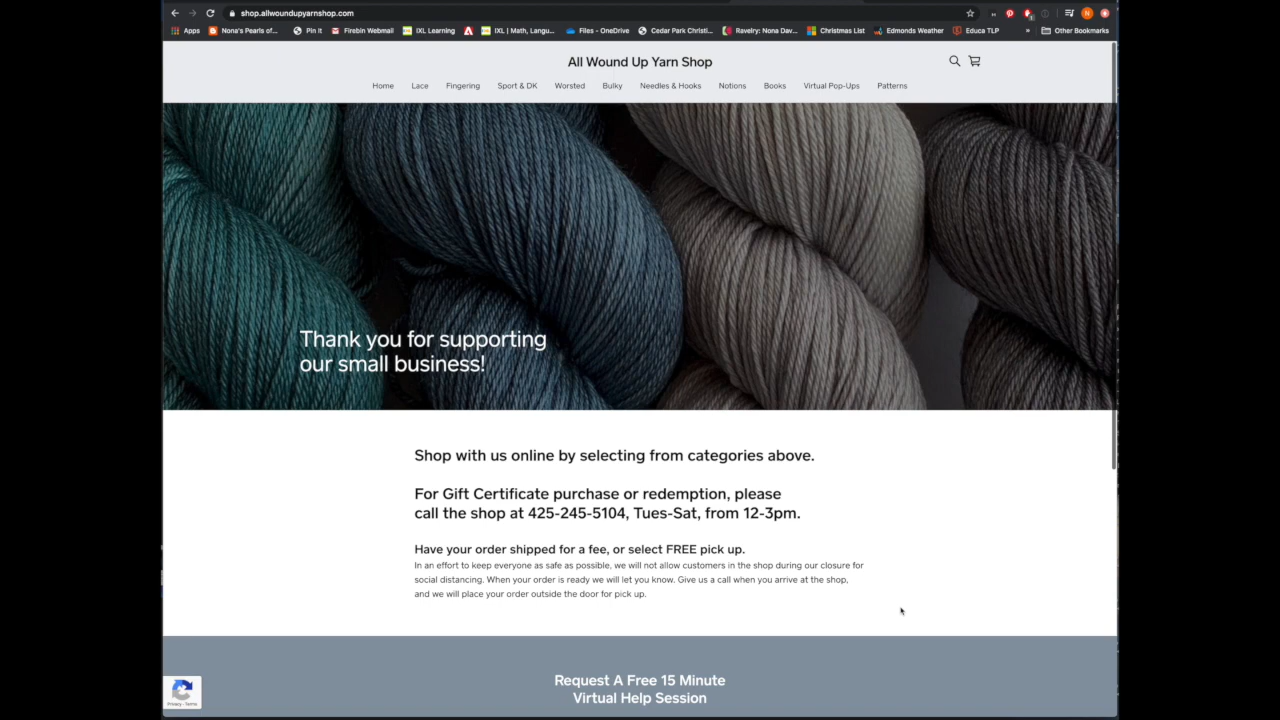 shop.allwoundupyarnshop.com
Apps Nona's Pearls of... Pin It Firebin Webmail IXL Learning IXL | Math, Langu... Files - OneDrive Cedar Park Christi... Ravelry: Nona Dav... Christmas List Edmonds Weather Educa TLP » Other Bookmarks
All Wound Up Yarn Shop
Home Lace Fingering Sport & DK Worsted Bulky Needles & Hooks Notions Books Virtual Pop-Ups Patterns
Thank you for supporting
our small business!
Shop with us online by selecting from categories above.
For Gift Certificate purchase or redemption, please
call the shop at 425-245-5104, Tues-Sat, from 12-3pm.
Have your order shipped for a fee, or select FREE pick up.
In an effort to keep everyone as safe as possible, we will not allow customers in the shop during our closure for
social distancing. When your order is ready we will let you know. Give us a call when you arrive at the shop,
and we will place your order outside the door for pick up.
Request A Free 15 Minute
Virtual Help Session
Privacy - Terms